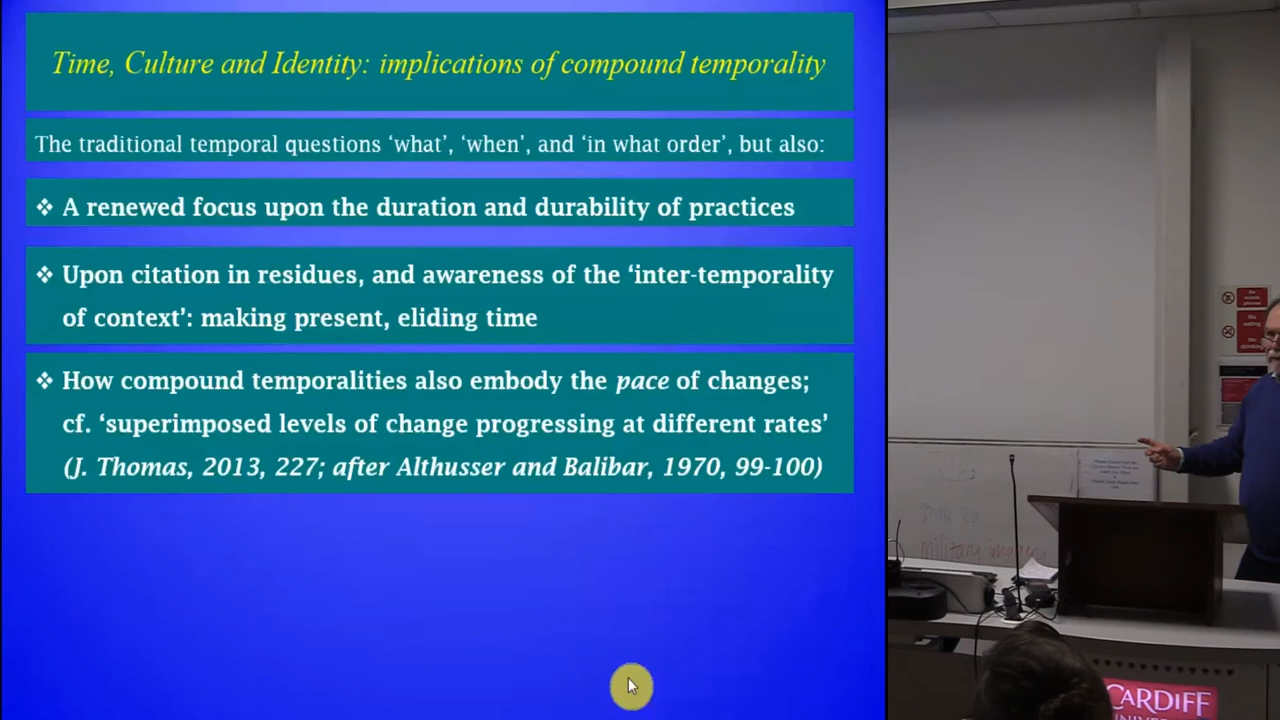 Time, Culture and Identity: implications of compound temporality
The traditional temporal questions ‘what’, ‘when’, and ‘in what order’, but also:
❖ A renewed focus upon the duration and durability of practices
❖ Upon citation in residues, and awareness of the ‘inter-temporality
of context’: making present, eliding time
❖ How compound temporalities also embody the pace of changes;
cf. ‘superimposed levels of change progressing at different rates’
(J. Thomas, 2013, 227; after Althusser and Balibar, 1970, 99-100)
military imagery
CARDIFF